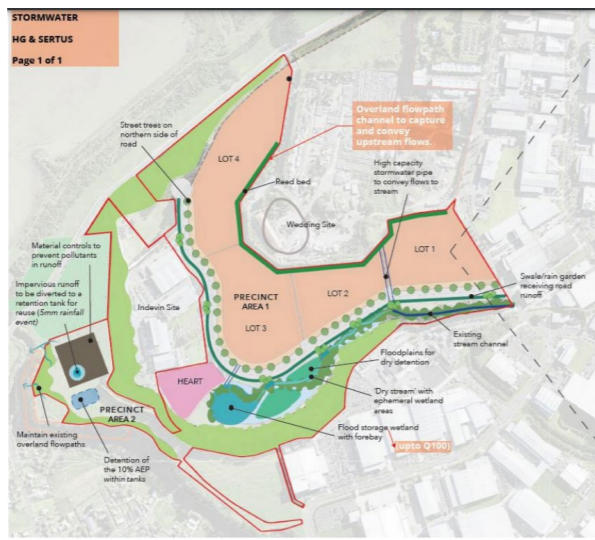 STORMWATER
HG & SERTUS
Page 1 of 1
Overland flowpath
channel to capture
and convey
upstream flows.
Street trees on
northern side of
road
LOT 4
High capacity
stormwater pipe
to convey flows to
stream
Reed bed
Wedding Site
LOT 1
Material controls to
prevent pollutants
in runoff
Swale/rain garden
receiving road
runoff
Impervious runoff
to be diverted to a
retention tank for
reuse (5mm rainfall
event)
Indevin Site
PRECINCT
AREA 1
LOT 2
LOT 3
Existing
stream channel
Floodplains for
dry detention
HEART
'Dry stream' with
ephemeral wetland
areas
PRECINCT
AREA 2
Flood storage wetland
with forebay
(upto Q100)
Maintain existing
overland flowpaths
Detention of
the 10% AEP
within tanks